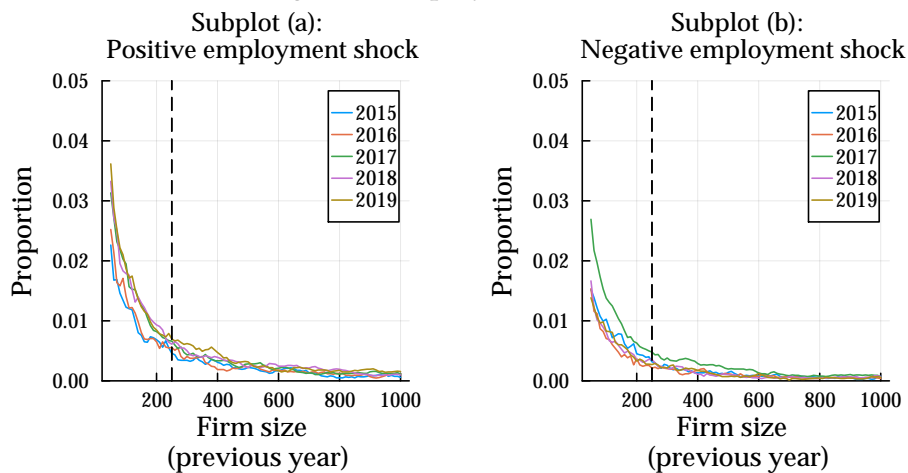 Subplot (a):
Positive employment shock
0.05
0.04
0.03
0.02
0.01
0.00
Proportion
2015
2016
2017
2018
2019
200 400 600 800 1000
Firm size
(previous year)
Subplot (b):
Negative employment shock
0.05
0.04
0.03
0.02
0.01
0.00
Proportion
2015
2016
2017
2018
2019
200 400 600 800 1000
Firm size
(previous year)